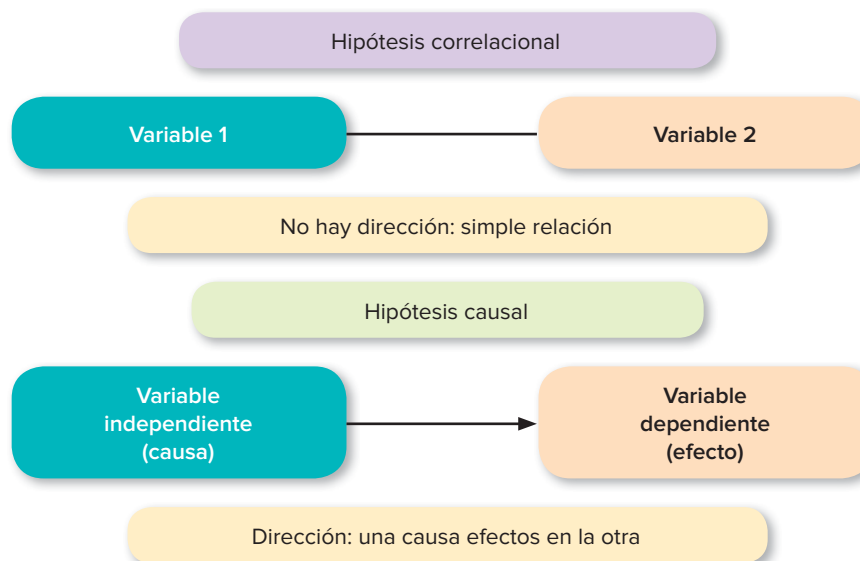 Hipótesis correlacional
Variable 1
Variable 2
No hay dirección: simple relación
Hipótesis causal
Variable
independiente
(causa)
Variable
dependiente
(efecto)
Dirección: una causa efectos en la otra